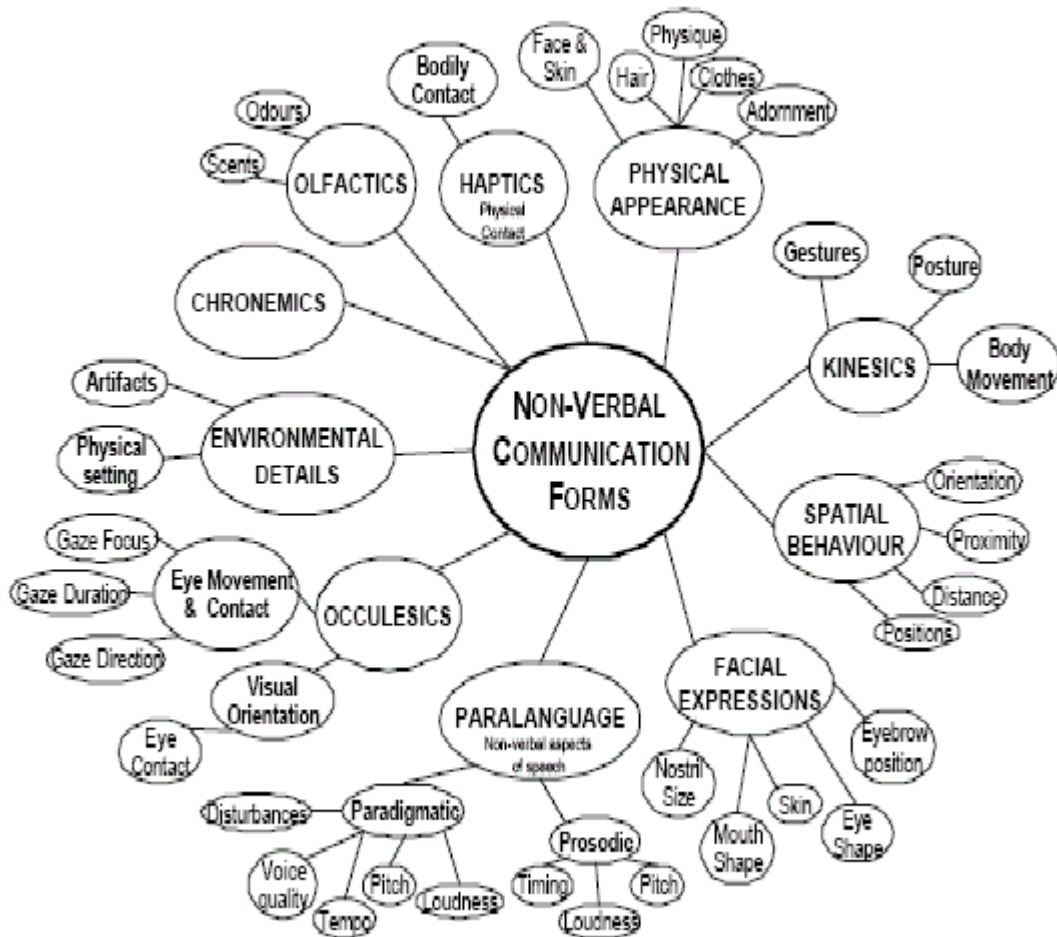 Physique
Face &
Skin
Hair
Clothes
Adornment
PHYSICAL
APPEARANCE
Bodily
Contact
HAPTICS
Physical
Contact
Odours
Scents
OLFACTICS
CHRONEMICS
Gestures
Posture
KINESICS
Body
Movement
Artifacts
Physical
setting
ENVIRONMENTAL
DETAILS
NON-VERBAL
COMMUNICATION
FORMS
Orientation
SPATIAL
BEHAVIOUR
Proximity
Distance
Positions
Gaze Focus
Gaze Duration
Gaze Direction
Eye Movement
& Contact
OCCULESICS
Visual
Orientation
Eye
Contact
PARALANGUAGE
Non-verbal aspects
of speech
Disturbances
Paradigmatic
Voice
quality
Tempo
Pitch
Loudness
Prosodic
Timing
Loudness
Pitch
FACIAL
EXPRESSIONS
Nostril
Size
Mouth
Shape
Skin
Eye
Shape
Eyebrow
position